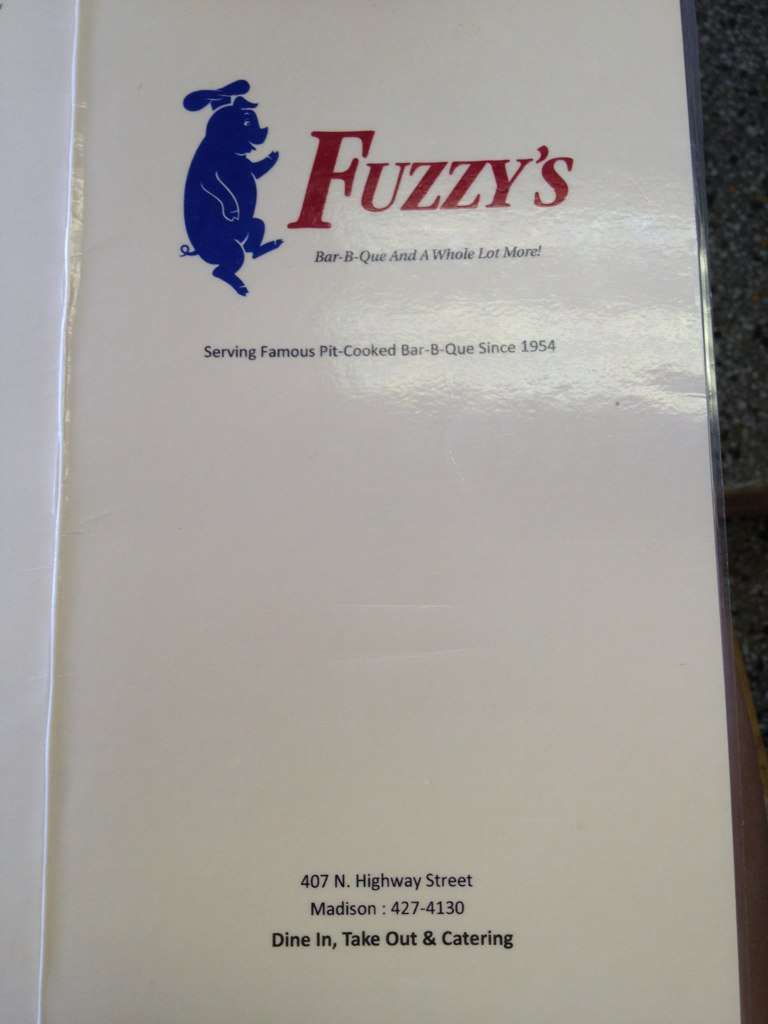 FUZZY'S
Bar-B-Que And A Whole Lot More!
Serving Famous Pit-Cooked Bar-B-Que Since 1954
407 N. Highway Street
Madison : 427-4130
Dine In, Take Out & Catering